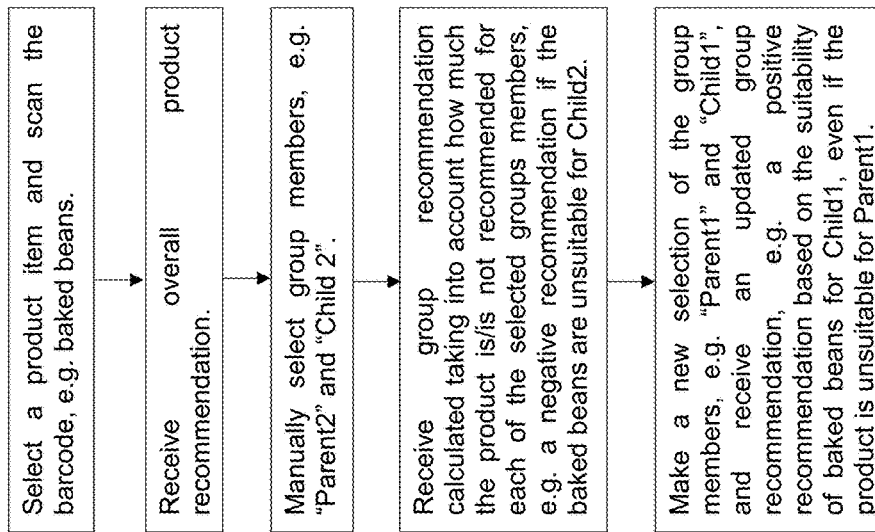 Select a product item and scan the
barcode, e.g. baked beans.
Receive overall product
recommendation.
Manually select group members, e.g.
“Parent2” and “Child 2”.
Receive group recommendation
calculated taking into account how much
the product is/is not recommended for
each of the selected groups members,
e.g. a negative recommendation if the
baked beans are unsuitable for Child2.
Make a new selection of the group
members, e.g. “Parent1” and “Child1”,
and receive an updated group
recommendation, e.g. a positive
recommendation based on the suitability
of baked beans for Child1, even if the
product is unsuitable for Parent1.